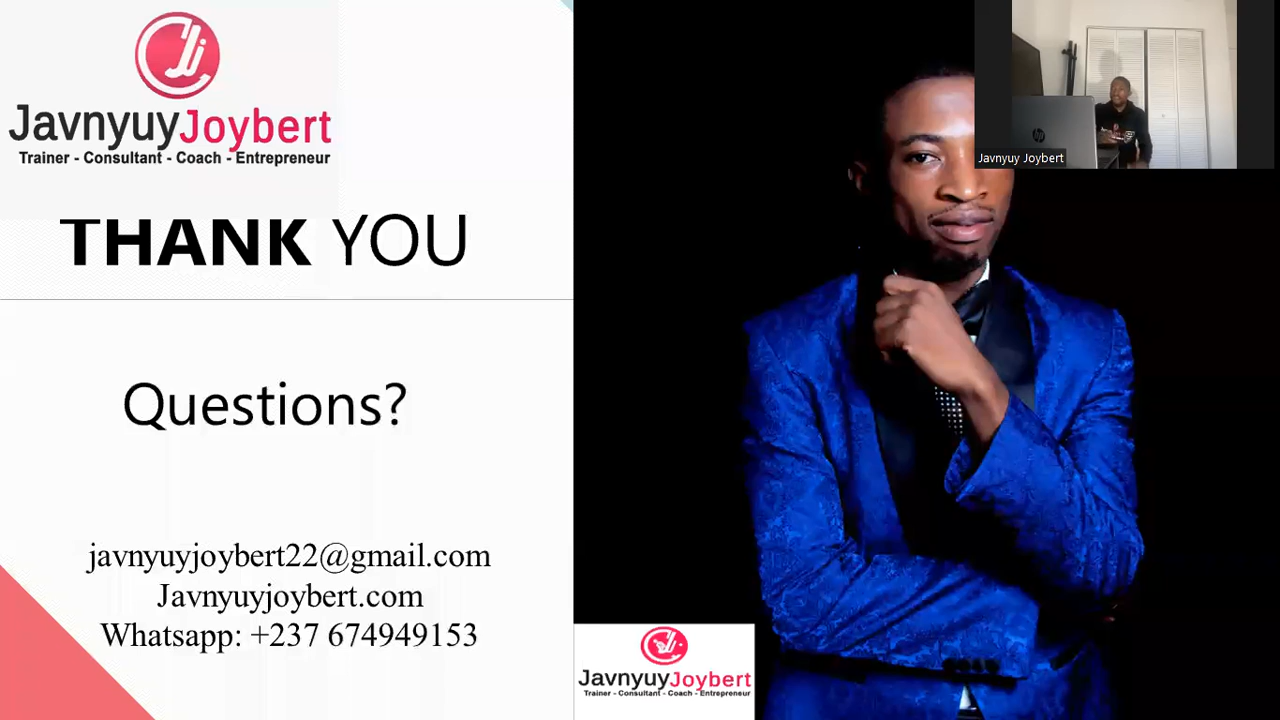 JavnyuyJoybert
Trainer - Consultant - Coach - Entrepreneur
THANK YOU
Questions?
javnyuyjoybert22@gmail.com
Javnyuyjoybert.com
Whatsapp: +237 674949153
JavnyuyJoybert
Trainer - Consultant - Coach - Entrepreneur
hp
Javnyuy Joybert